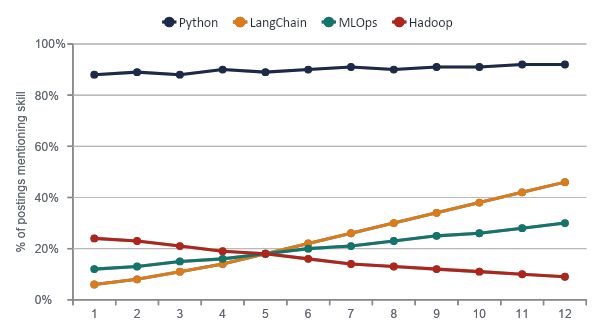 Python LangChain MLOps Hadoop
% of postings mentioning skill
100%
80%
60%
40%
20%
0%
1 2 3 4 5 6 7 8 9 10 11 12